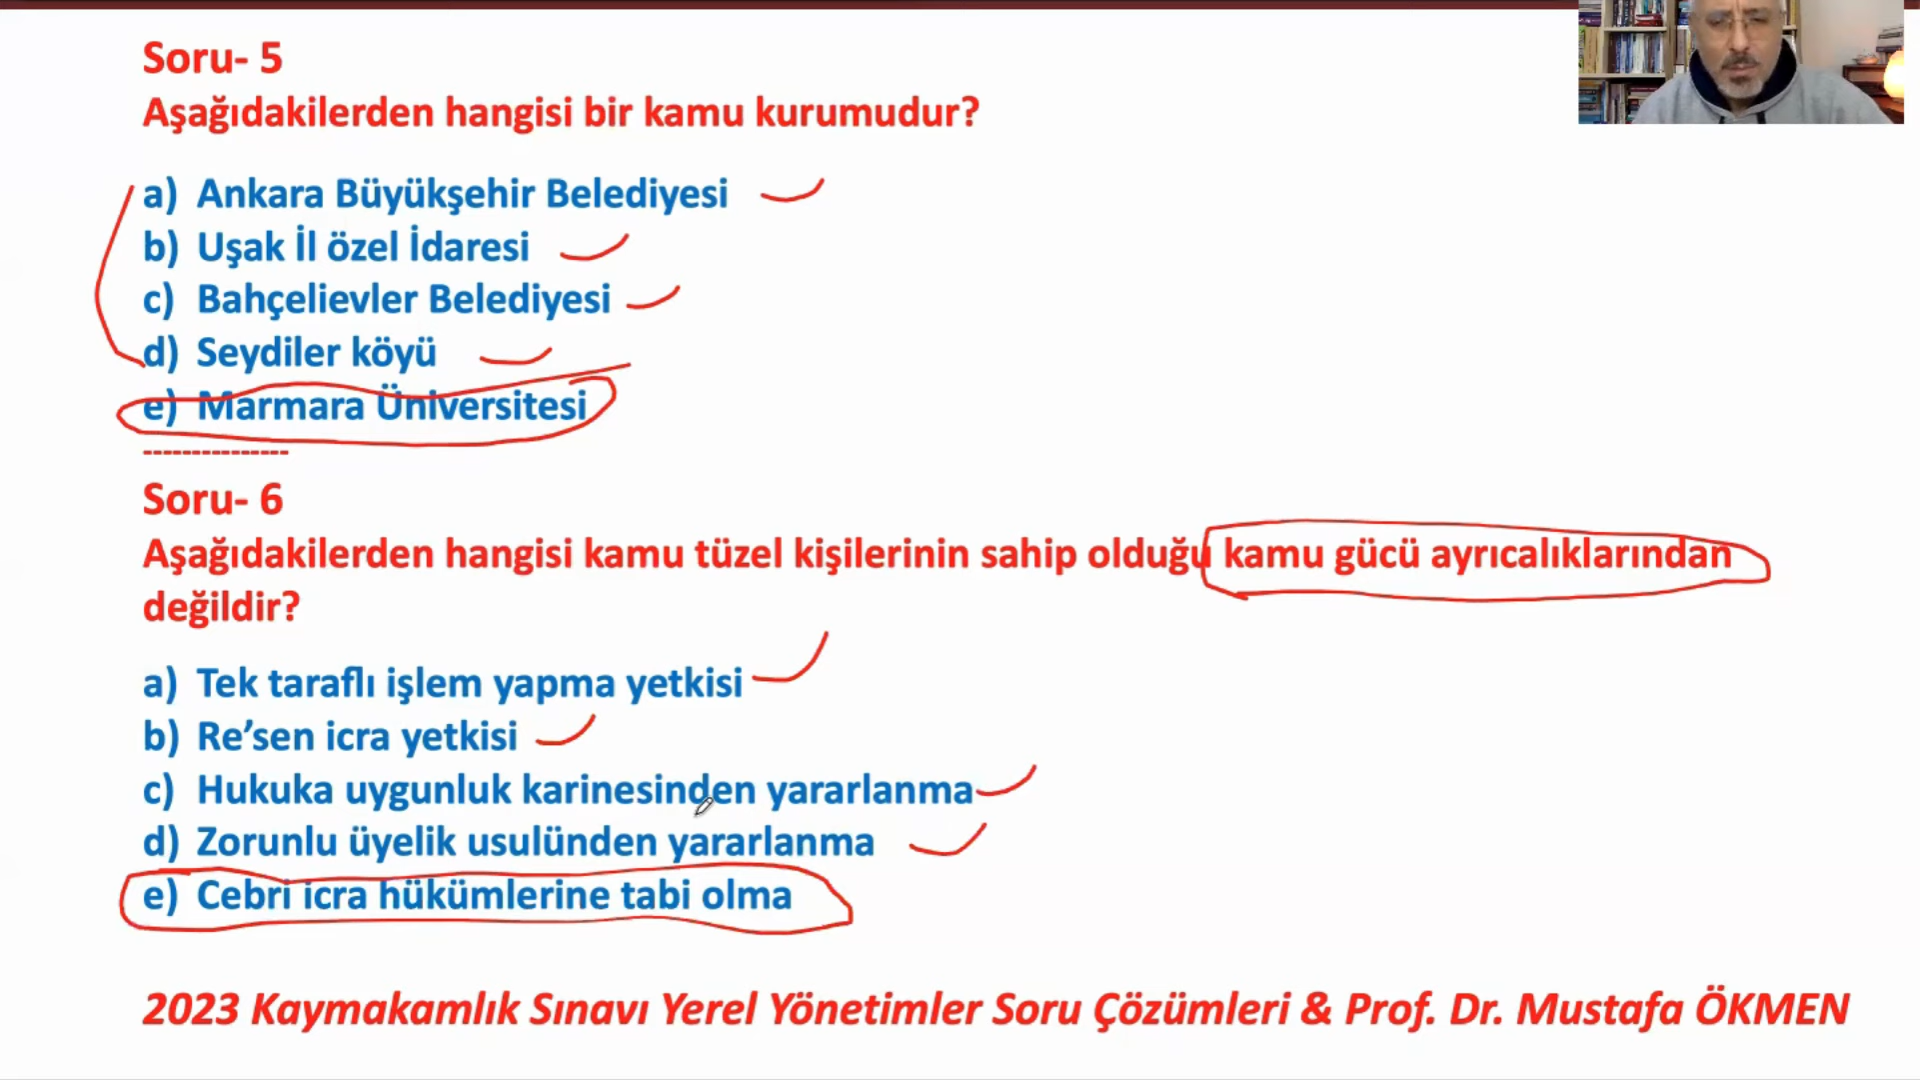 Soru- 5
Aşağıdakilerden hangisi bir kamu kurumudur?
a) Ankara Büyükşehir Belediyesi
b) Uşak İl özel İdaresi
c) Bahçelievler Belediyesi
d) Seydiler köyü
e) Marmara Üniversitesi
---------------
Soru- 6
Aşağıdakilerden hangisi kamu tüzel kişilerinin sahip olduğu kamu gücü ayrıcalıklarından
değildir?
a) Tek taraflı işlem yapma yetkisi
b) Re’sen icra yetkisi
c) Hukuka uygunluk karinesinden yararlanma
d) Zorunlu üyelik usulünden yararlanma
e) Cebri icra hükümlerine tabi olma
2023 Kaymakamlık Sınavı Yerel Yönetimler Soru Çözümleri & Prof. Dr. Mustafa ÖKMEN